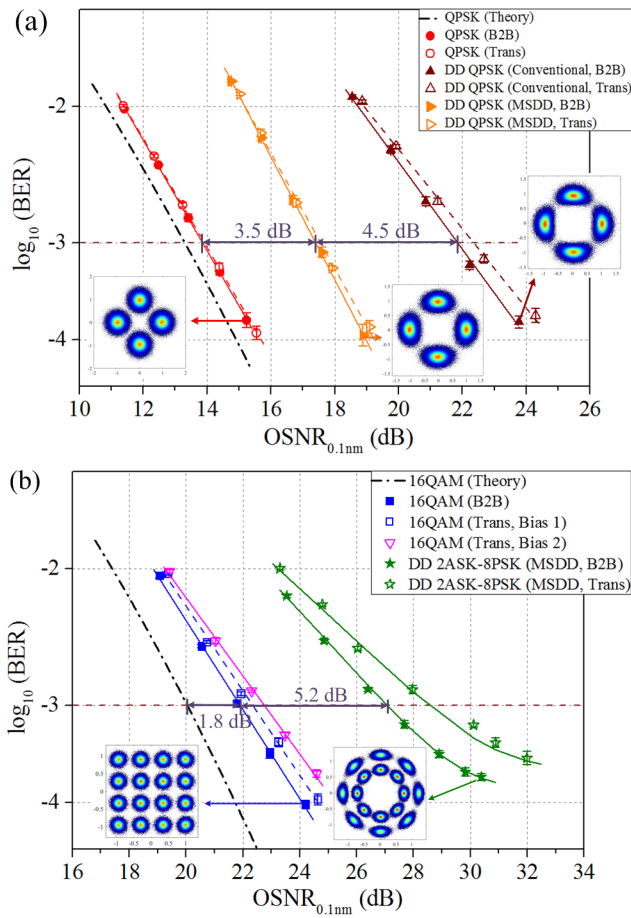 (a)
QPSK (Theory)
QPSK (B2B)
QPSK (Trans)
DD QPSK (Conventional, B2B)
DD QPSK (Conventional, Trans)
DD QPSK (MSDD, B2B)
DD QPSK (MSDD, Trans)
-2
-3
-4
log10 (BER)
3.5 dB
4.5 dB
10 12 14 16 18 20 22 24 26
OSNR0.1nm (dB)
(b)
16QAM (Theory)
16QAM (B2B)
16QAM (Trans, Bias 1)
16QAM (Trans, Bias 2)
DD 2ASK-8PSK (MSDD, B2B)
DD 2ASK-8PSK (MSDD, Trans)
-2
-3
-4
log10 (BER)
5.2 dB
1.8 dB
16 18 20 22 24 26 28 30 32 34
OSNR0.1nm (dB)